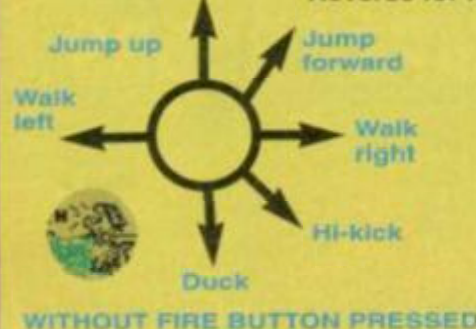 Jump up
Jump
forward
Walk
left
Walk
right
Hi-kick
Duck
WITHOUT FIRE BUTTON PRESSED